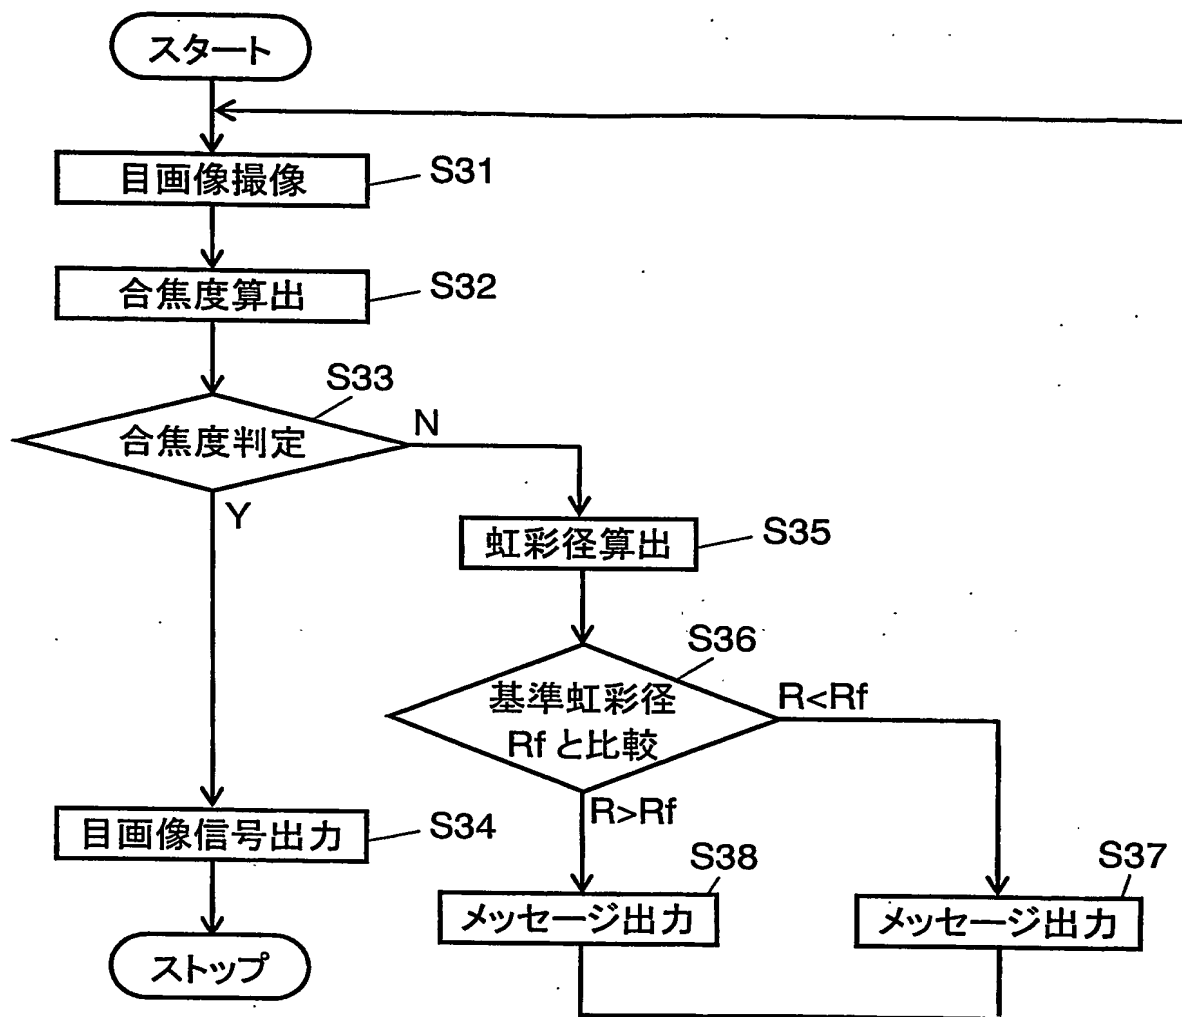 スタート
目画像撮像
S31
合焦度算出
S32
S33
合焦度判定
N
Y
虹彩径算出
S35
S36
基準虹彩径
Rfと比較
R<Rf
R>Rf
目画像信号出力
S34
S38
メッセージ出力
S37
メッセージ出力
ストップ